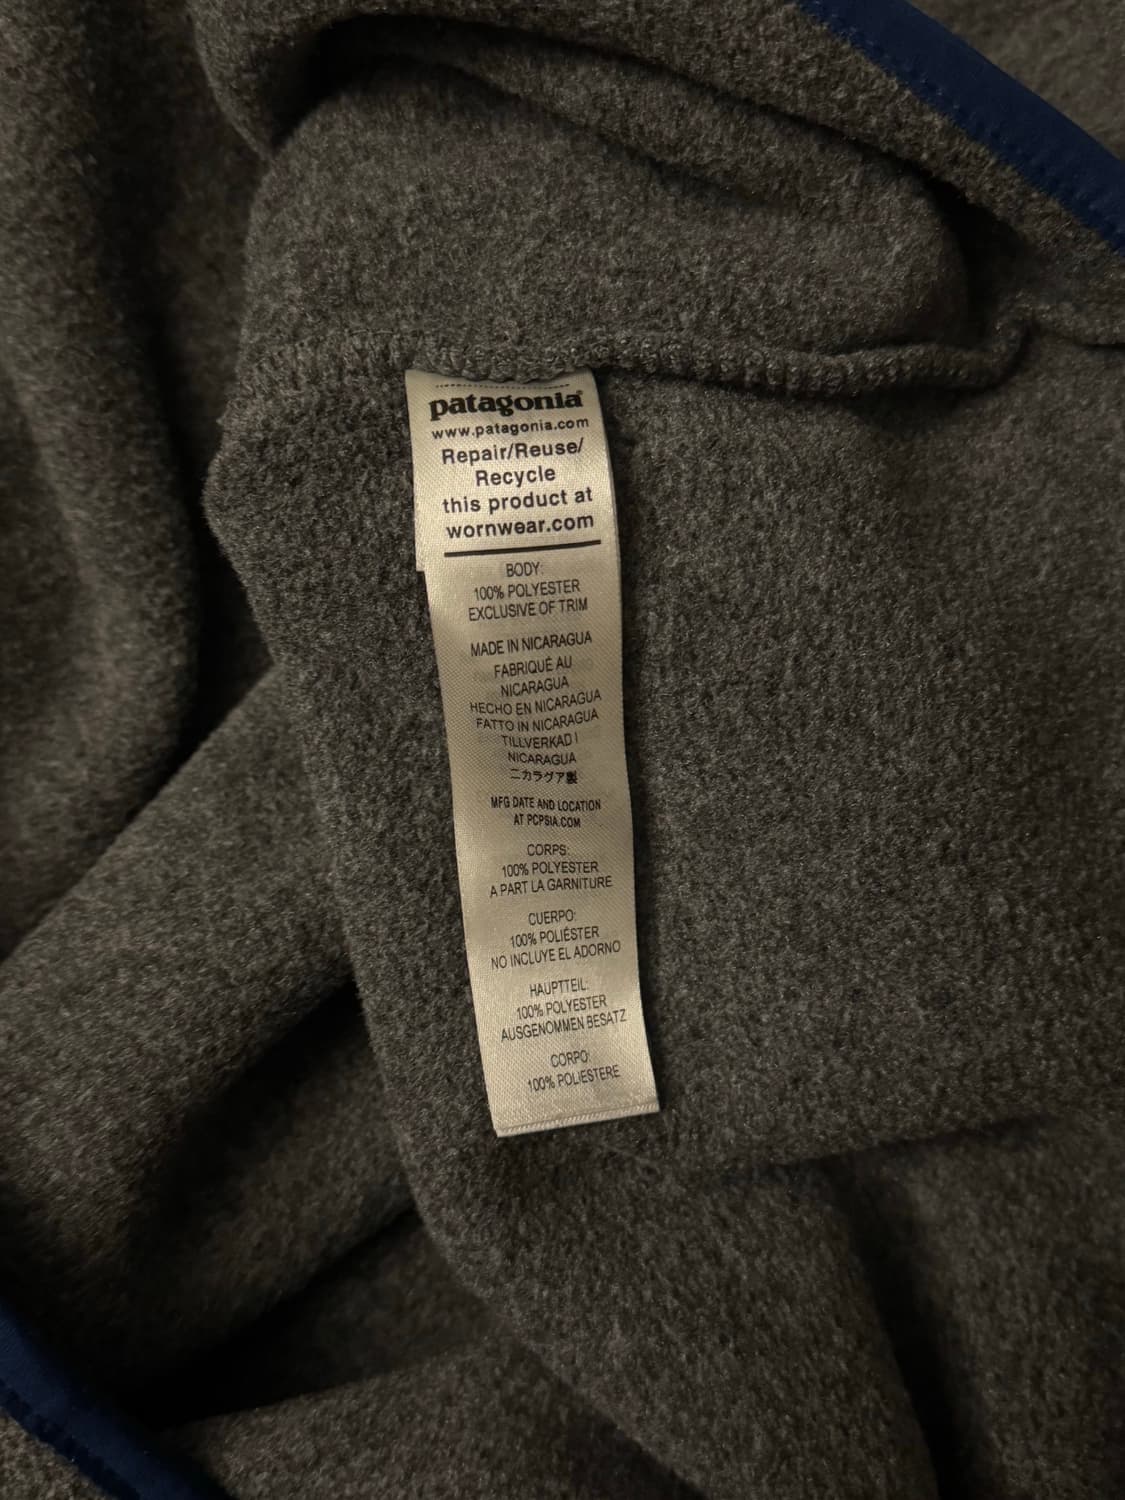 patagonia®
www.patagonia.com
Repair/Reuse/
Recycle
this product at
wornwear.com
BODY:
100% POLYESTER
EXCLUSIVE OF TRIM
MADE IN NICARAGUA
FABRIQUÉ AU
NICARAGUA
HECHO EN NICARAGUA
FATTO IN NICARAGUA
TILLVERKAD I
NICARAGUA
ニカラグア製
MFG DATE AND LOCATION
AT PCPSIA.COM
CORPS:
100% POLYESTER
A PART LA GARNITURE
CUERPO:
100% POLIÉSTER
NO INCLUYE EL ADORNO
HAUPTTEIL:
100% POLYESTER
AUSGENOMMEN BESATZ
CORPO:
100% POLIESTERE